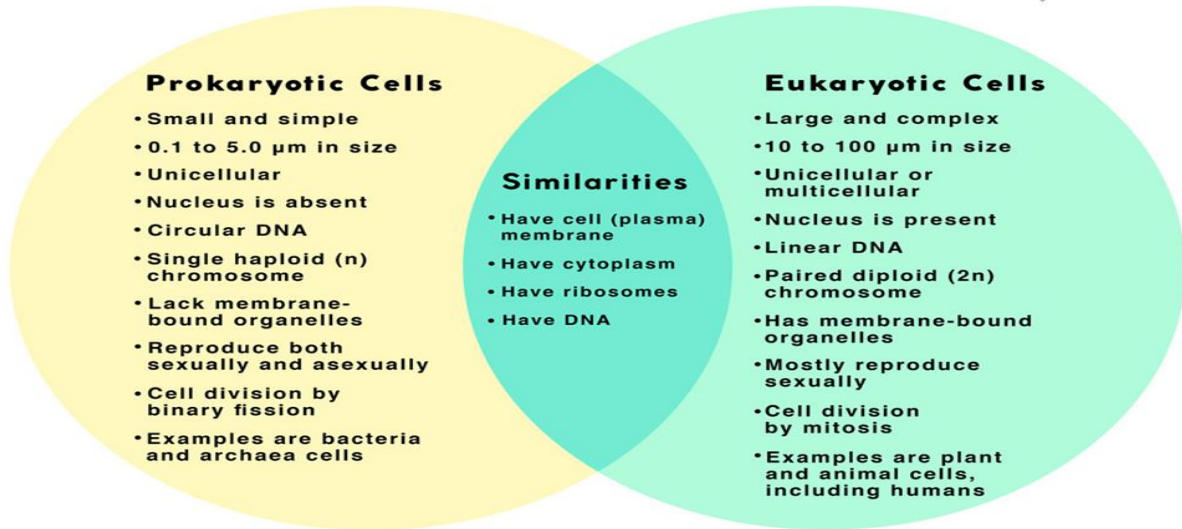 Prokaryotic Cells
• Small and simple
• 0.1 to 5.0 µm in size
• Unicellular
• Nucleus is absent
• Circular DNA
• Single haploid (n)
chromosome
• Lack membrane-
bound organelles
• Reproduce both
sexually and asexually
• Cell division by
binary fission
• Examples are bacteria
and archaea cells
Similarities
• Have cell (plasma)
membrane
• Have cytoplasm
• Have ribosomes
• Have DNA
Eukaryotic Cells
• Large and complex
• 10 to 100 µm in size
• Unicellular or
multicellular
• Nucleus is present
• Linear DNA
• Paired diploid (2n)
chromosome
• Has membrane-bound
organelles
• Mostly reproduce
sexually
• Cell division
by mitosis
• Examples are plant
and animal cells,
including humans